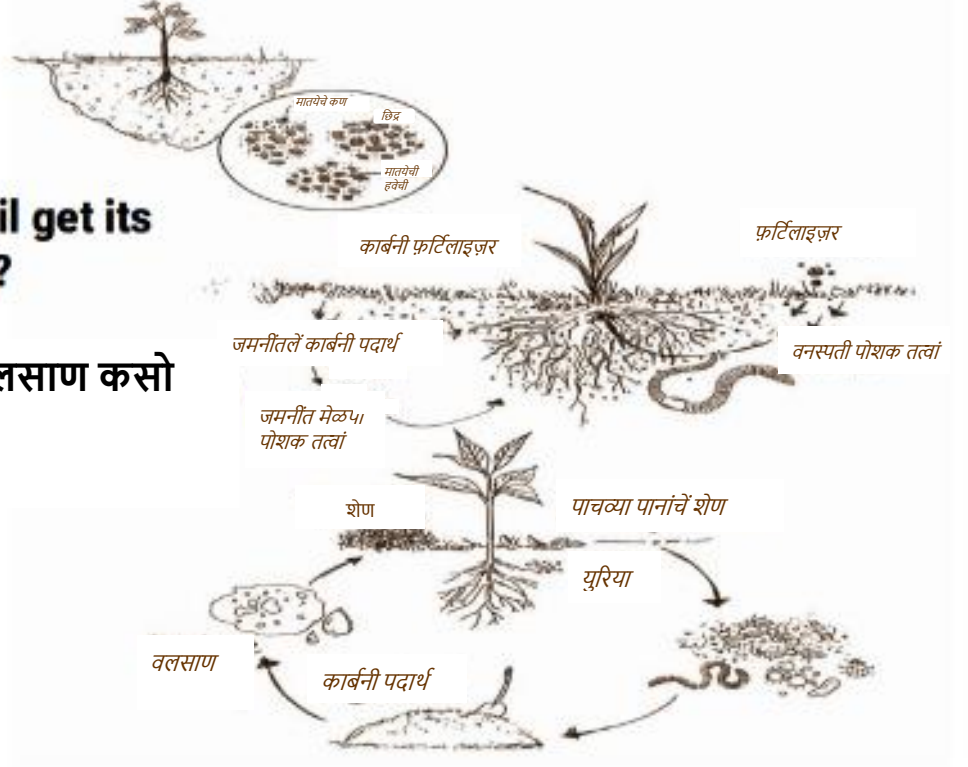 मातयेचे कण
छिद्र
मातयेची
हवेची
il get its
?
कार्बनी फ़र्टिलाइज़र
फ़र्टिलाइज़र
जमनींतलें कार्बनी पदार्थ
वनस्पती पोशक तत्वां
लसाण कसो
जमनींत
पोशक तत्वां
शेण
पाचव्या पानांचें शेण
युरिया
वलसाण
कार्बनी पदार्थ